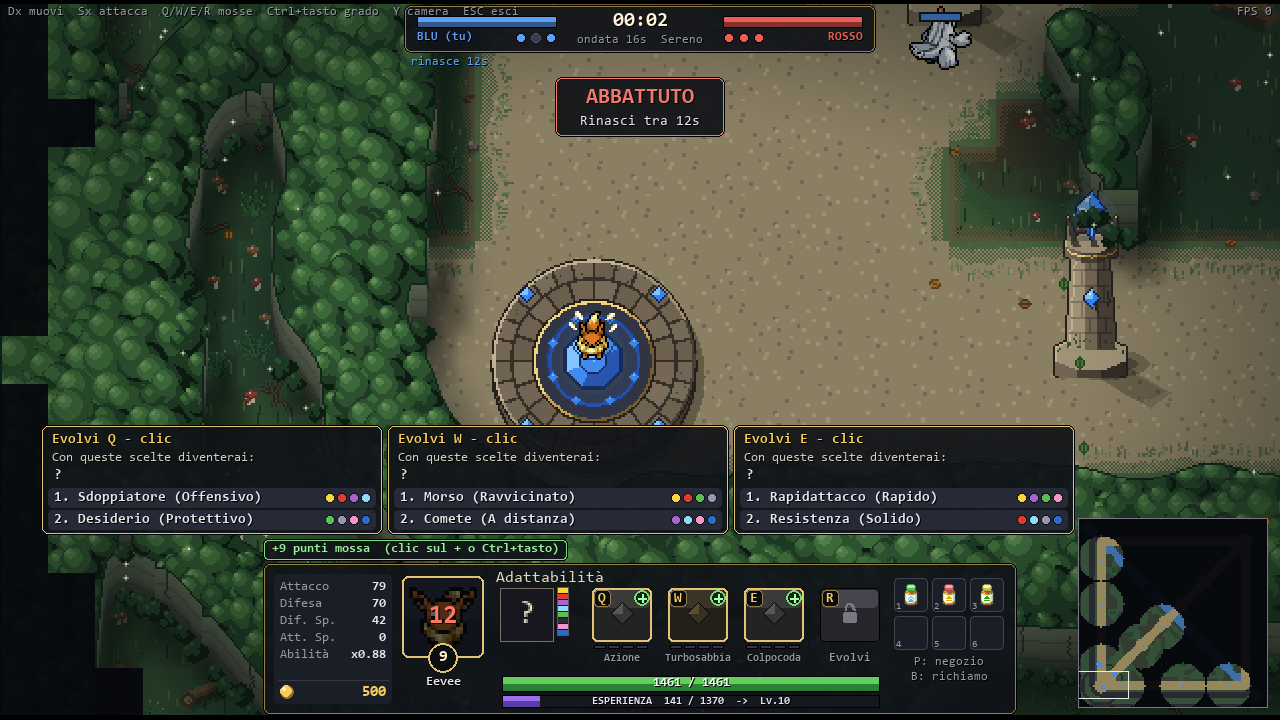 Dx muovi  Sx attacca  Q/W/E/R mosse  Ctrl+tasto grado  Y camera  ESC esci
FPS 0
00:02
BLU (tu)
ondata 16s  Sereno
ROSSO
rinasce 12s
ABBATTUTO
Rinasci tra 12s
Evolvi Q - clic
Con queste scelte diventerai:
?
1. Sdoppiatore (Offensivo)
2. Desiderio (Protettivo)
Evolvi W - clic
Con queste scelte diventerai:
?
1. Morso (Ravvicinato)
2. Comete (A distanza)
Evolvi E - clic
Con queste scelte diventerai:
?
1. Rapidattacco (Rapido)
2. Resistenza (Solido)
+9 punti mossa  (clic sul + o Ctrl+tasto)
Attacco 79
Difesa 70
Dif. Sp. 42
Att. Sp. 0
Abilità x0.88
500
12
9
Eevee
Adattabilità
?
Q
W
E
R
Azione
Turbosabbia
Colpocoda
Evolvi
1461 / 1461
ESPERIENZA  141 / 1370  ->  Lv.10
1
2
3
4
5
6
P: negozio
B: richiamo